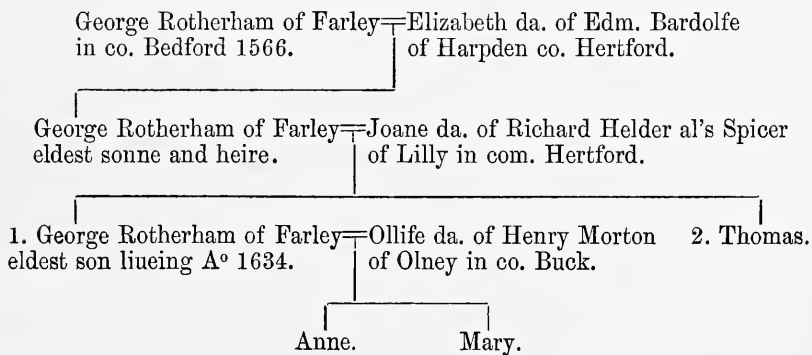 George Rotherham of Farley=Elizabeth da. of Edm. Bardolfe
in co. Bedford 1566. of Harpden co. Hertford.
George Rotherham of Farley=Joane da. of Richard Helder al's Spicer
eldest sonne and heire. of Lilly in com. Hertford.
1. George Rotherham of Farley=Ollife da. of Henry Morton 2. Thomas.
eldest son liueing Aº 1634. of Olney in co. Buck.
Anne. Mary.